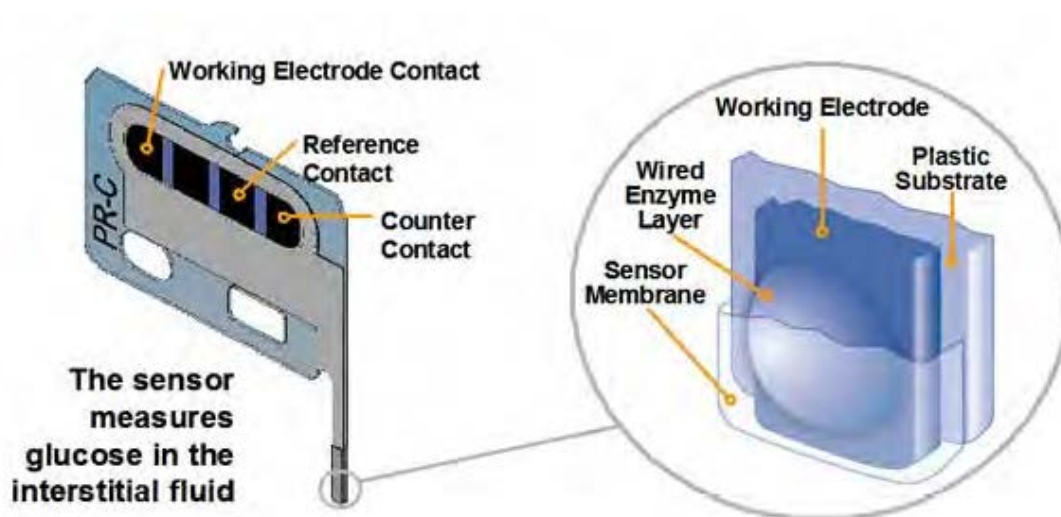 Working Electrode Contact
Reference
Contact
Counter
Contact
PR-C
The sensor
measures
glucose in the
interstitial fluid
Working Electrode
Plastic
Substrate
Wired
Enzyme
Layer
Sensor
Membrane